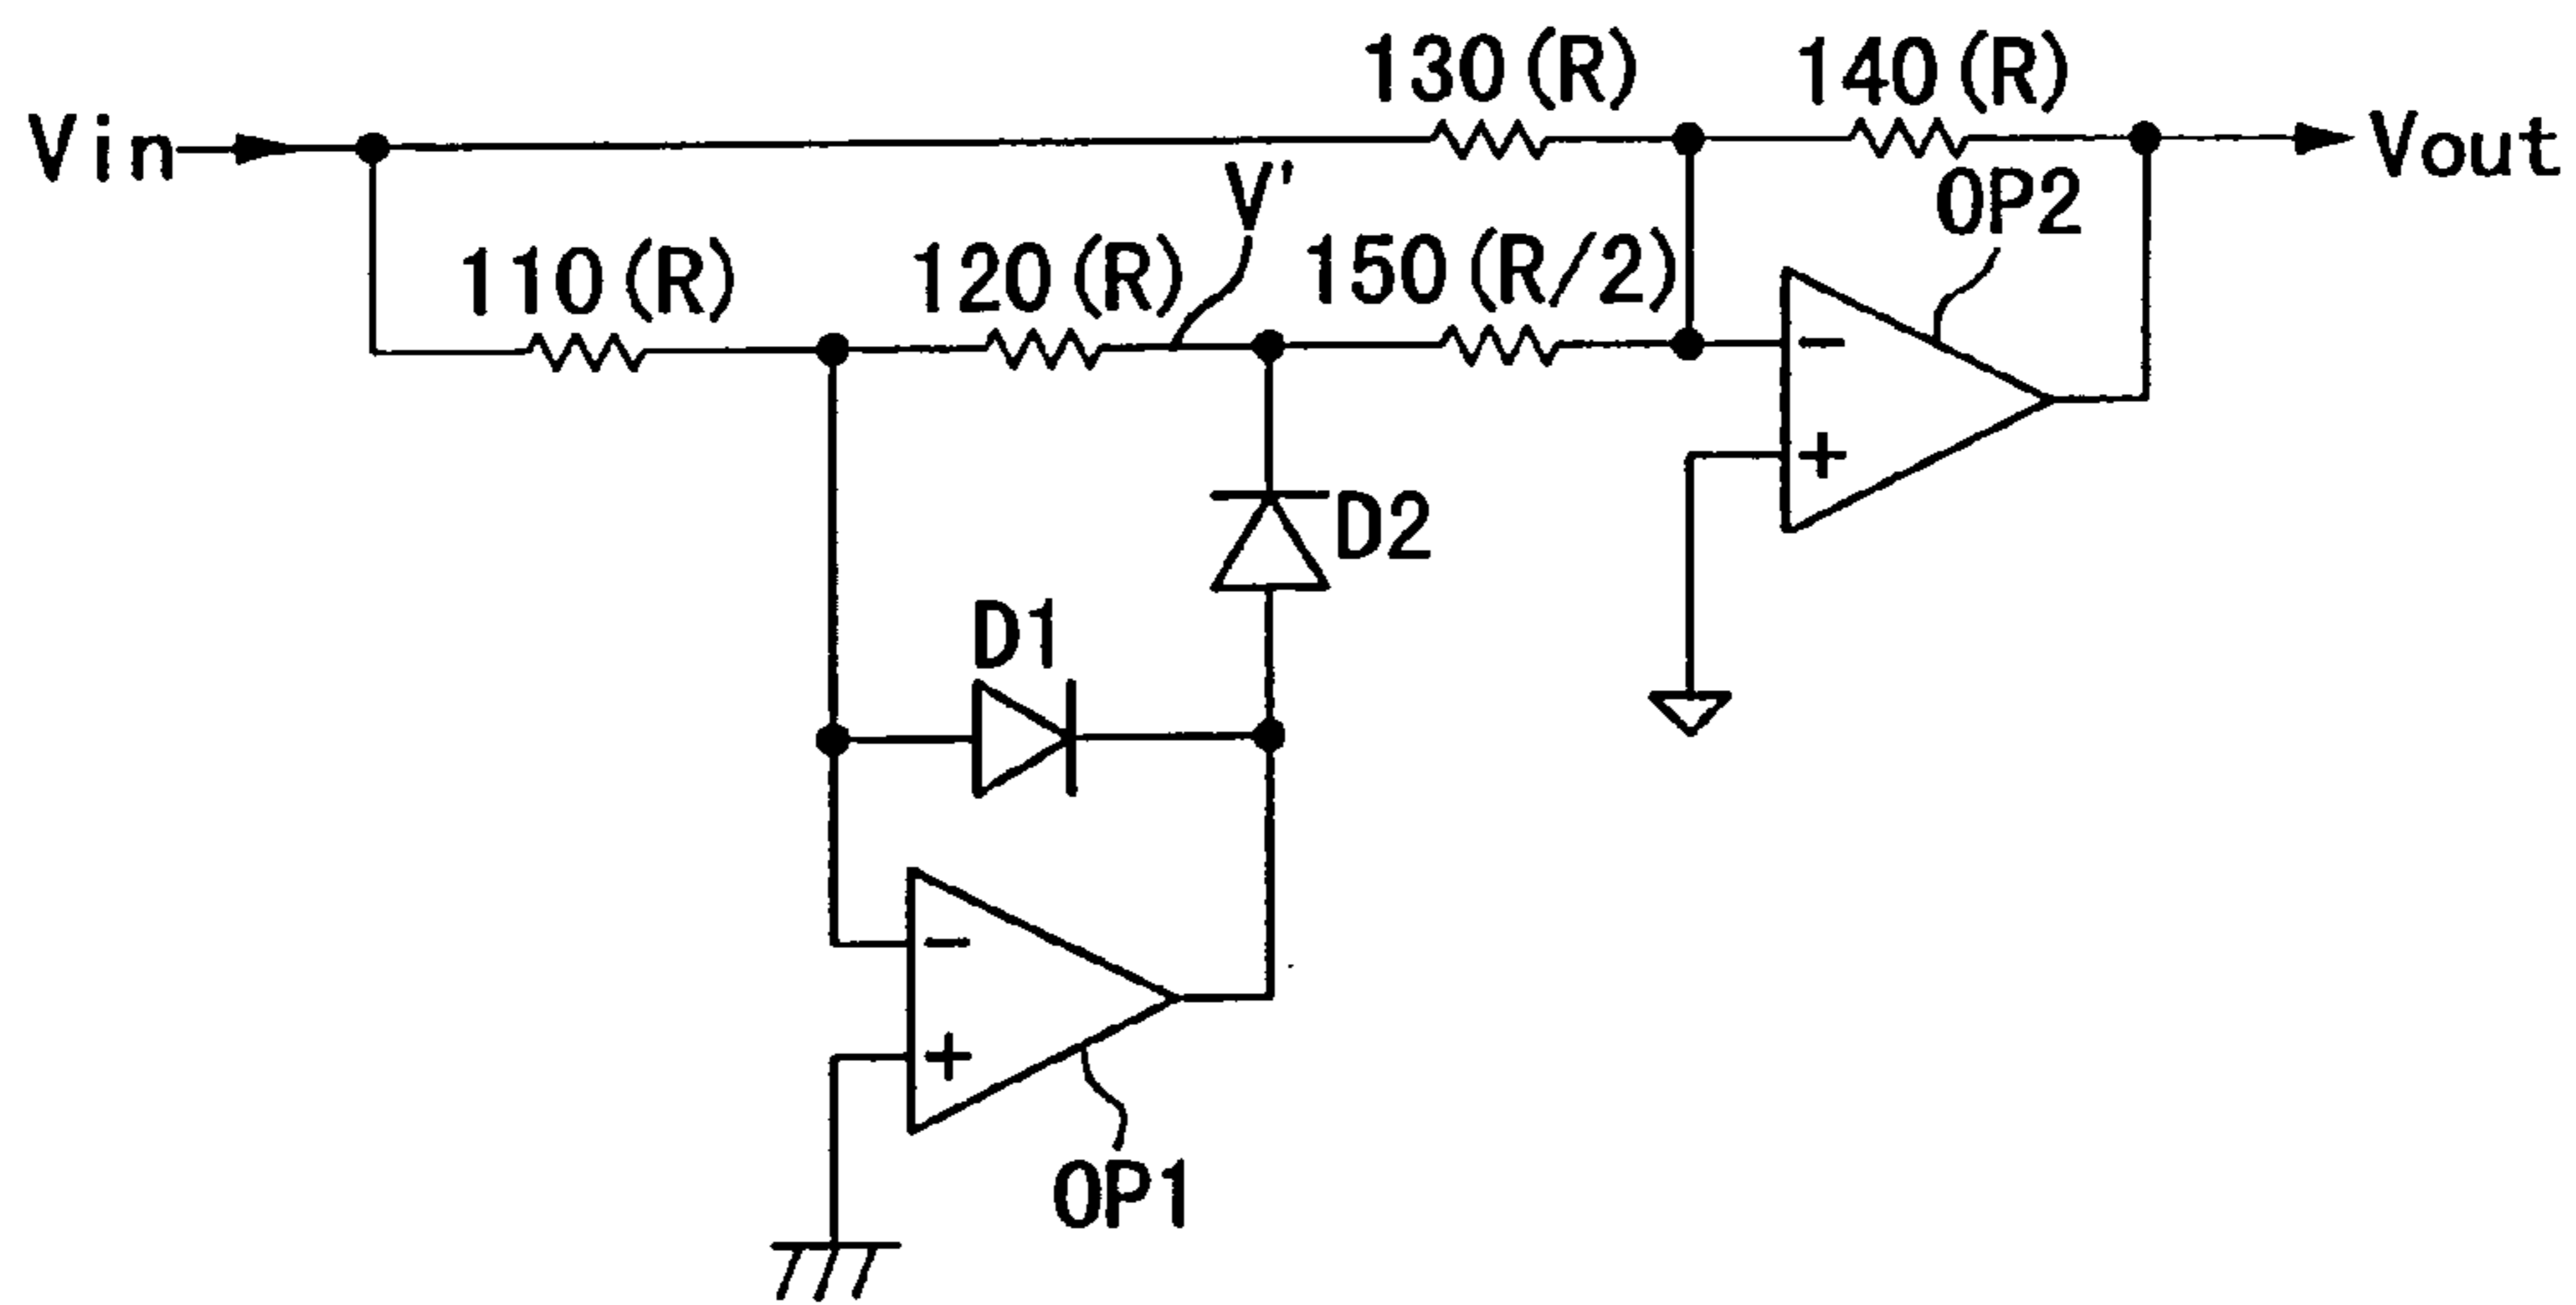 130(R)
140(R)
Vin
Vout
V'
OP2
110(R)
120(R)
150(R/2)
−
+
D2
D1
−
+
OP1